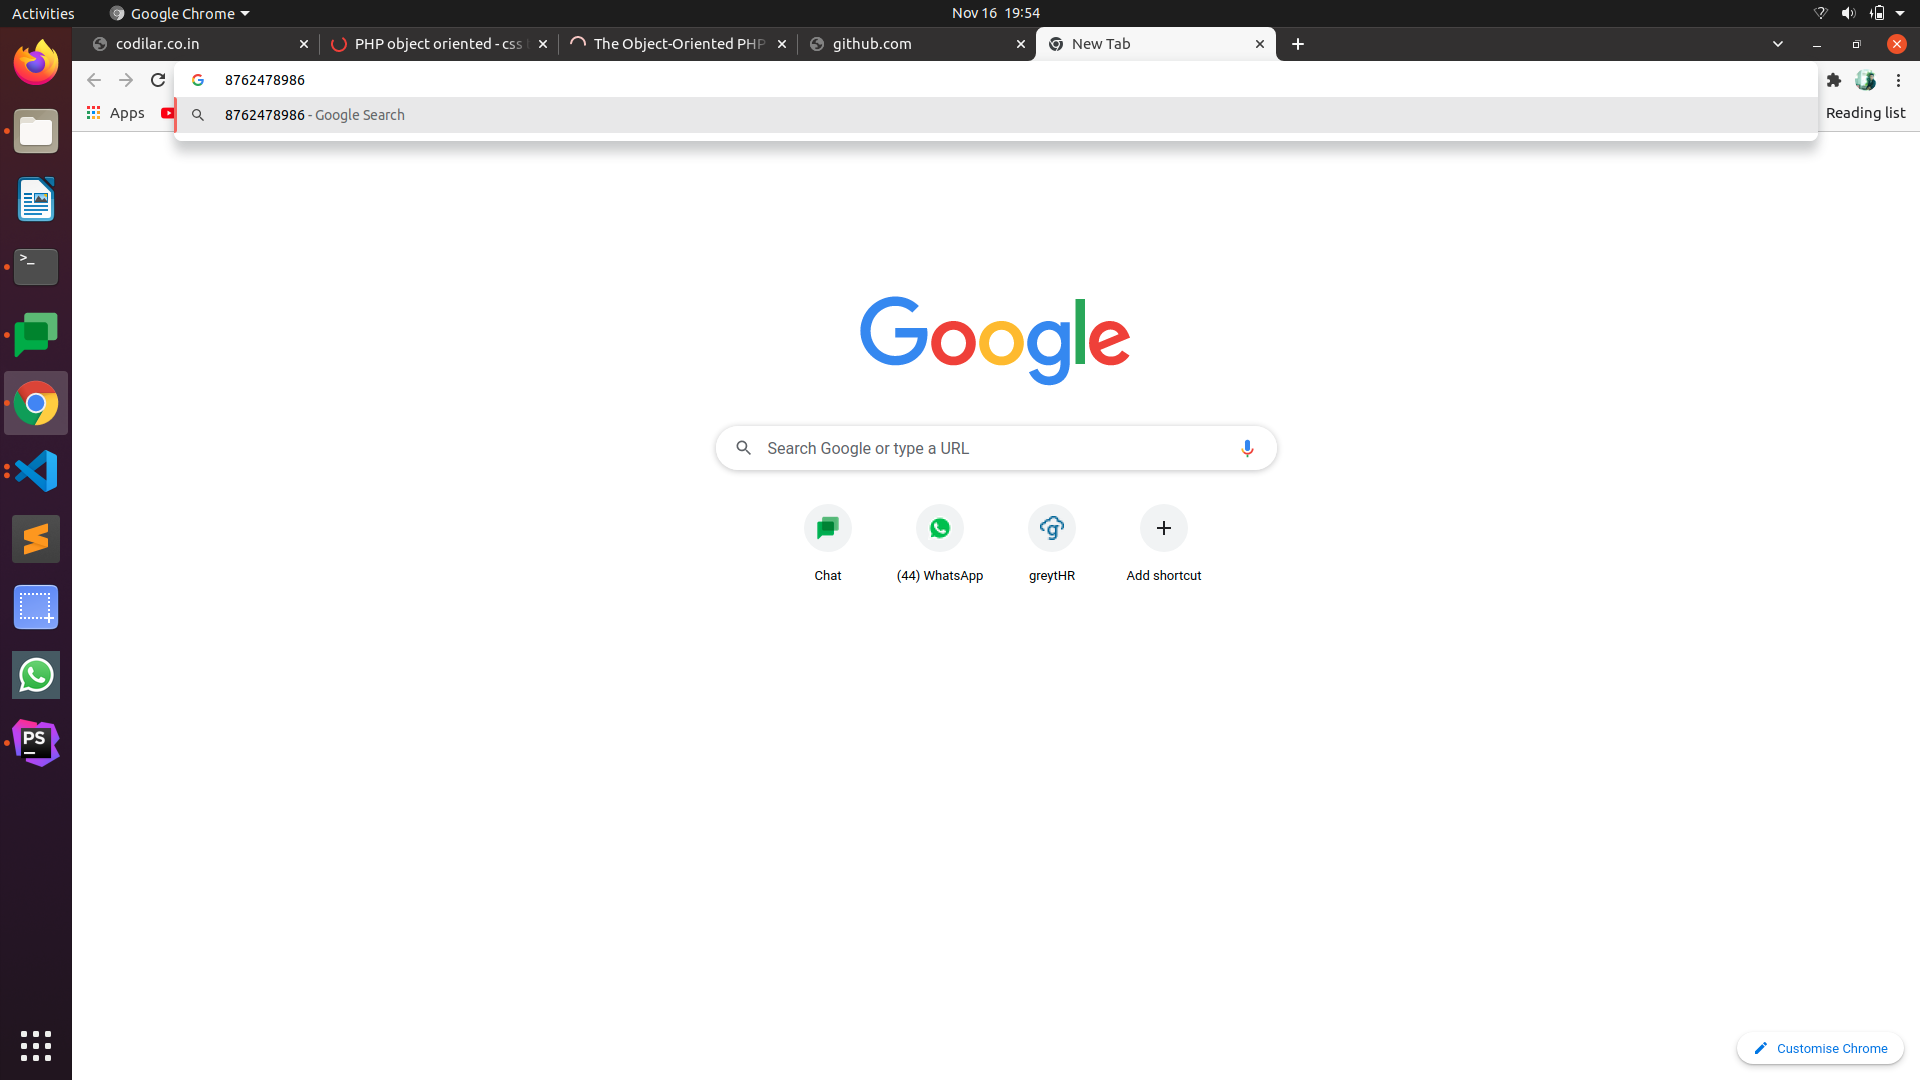 Activities
Google Chrome
Nov 16 19:54
codilar.co.in
PHP object oriented - css
The Object-Oriented PHP
github.com
New Tab
8762478986
8762478986 - Google Search
Apps
Reading list
Google
Search Google or type a URL
Chat
(44) WhatsApp
greytHR
Add shortcut
>_
PS
Customise Chrome